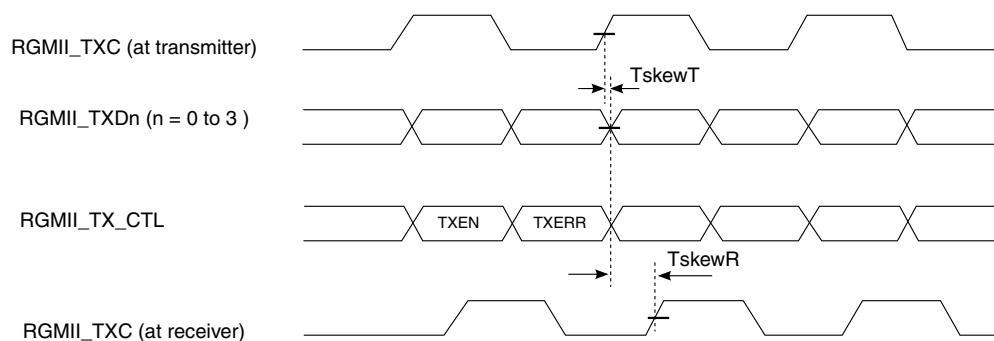 RGMII_TXC (at transmitter)
TskewT
RGMII_TXDn (n = 0 to 3 )
RGMII_TX_CTL
TXEN
TXERR
TskewR
RGMII_TXC (at receiver)